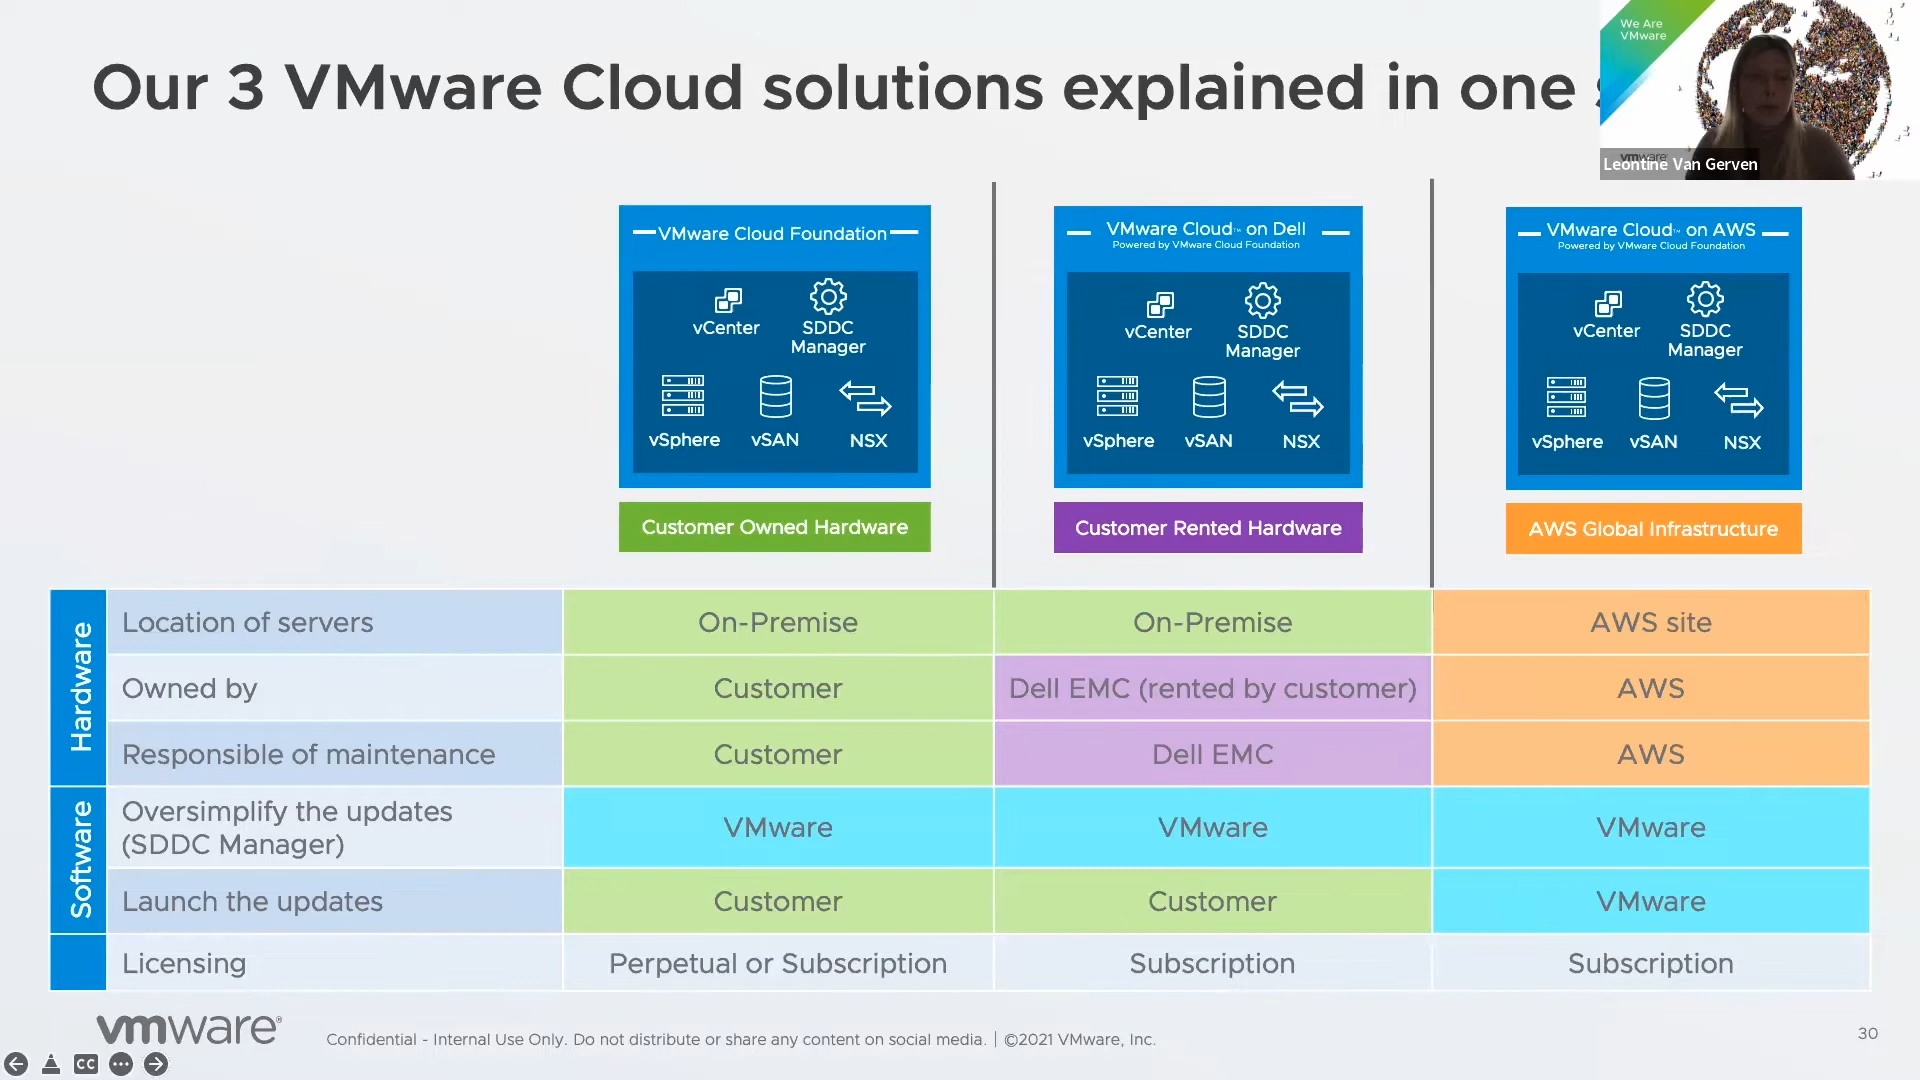 Our 3 VMware Cloud solutions explained in one
We Are
VMware
vmware
Leontine Van Gerven
VMware Cloud Foundation
vCenter
SDDC
Manager
vSphere
vSAN
NSX
Customer Owned Hardware
VMware Cloud™ on Dell
Powered by VMware Cloud Foundation
vCenter
SDDC
Manager
vSphere
vSAN
NSX
Customer Rented Hardware
VMware Cloud™ on AWS
Powered by VMware Cloud Foundation
vCenter
SDDC
Manager
vSphere
vSAN
NSX
AWS Global Infrastructure
Hardware
Location of servers
On-Premise
On-Premise
AWS site
Owned by
Customer
Dell EMC (rented by customer)
AWS
Responsible of maintenance
Customer
Dell EMC
AWS
Software
Oversimplify the updates
(SDDC Manager)
VMware
VMware
VMware
Launch the updates
Customer
Customer
VMware
Licensing
Perpetual or Subscription
Subscription
Subscription
vmware®
Confidential - Internal Use Only. Do not distribute or share any content on social media. | ©2021 VMware, Inc.
30
CC